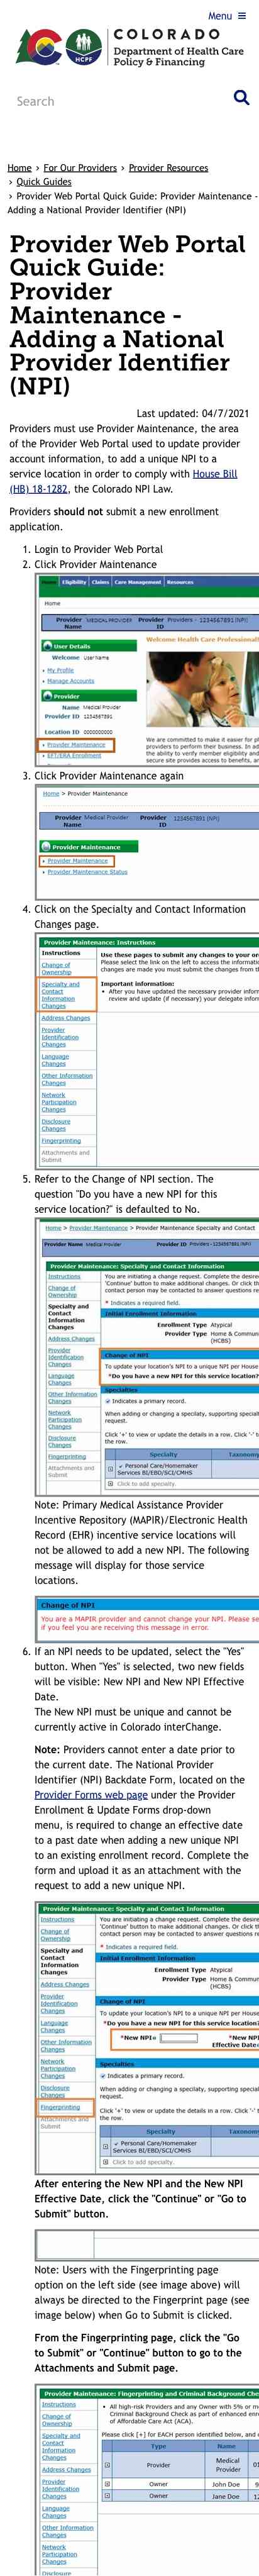 Menu ≡
COLORADO
HCPF
Department of Health Care
Policy & Financing
Search
Home › For Our Providers › Provider Resources
› Quick Guides
› Provider Web Portal Quick Guide: Provider Maintenance -
Adding a National Provider Identifier (NPI)
Provider Web Portal
Quick Guide:
Provider
Maintenance -
Adding a National
Provider Identifier
(NPI)
Last updated: 04/7/2021
Providers must use Provider Maintenance, the area
of the Provider Web Portal used to update provider
account information, to add a unique NPI to a
service location in order to comply with House Bill
(HB) 18-1282, the Colorado NPI Law.
Providers should not submit a new enrollment
application.
1. Login to Provider Web Portal
2. Click Provider Maintenance
Home Eligibility Claims Care Management Resources
Home
Provider Name MEDICAL PROVIDER Provider ID Providers - 1234567891 (NPI)
User Details
Welcome User Name
My Profile
Manage Accounts
Provider
Name Medical Provider
Provider ID 1234567891
Location ID 0000000000
Provider Maintenance
EFT/ERA Enrollment
Welcome Health Care Professional!
We are committed to make it easier for ph
providers to perform their business. In ad
ability to verify member eligibility and sea
secure site provides access to benefits, a
3. Click Provider Maintenance again
Home > Provider Maintenance
Provider Name Medical Provider Provider ID 1234567891 (NPI)
Provider Maintenance
Provider Maintenance
Provider Maintenance Status
4. Click on the Specialty and Contact Information
Changes page.
Provider Maintenance: Instructions
Instructions
Change of
Ownership
Specialty and
Contact
Information
Changes
Address Changes
Provider
Identification
Changes
Language
Changes
Other Information
Changes
Network
Participation
Changes
Disclosure
Changes
Fingerprinting
Attachments and
Submit
Use these pages to submit any changes to your on
Please select the link on the left to access the informati
changes are made you must submit the changes from th
Important information:
• After you have updated the necessary provider infor
review and update (if necessary) your delegate
5. Refer to the Change of NPI section. The
question "Do you have a new NPI for this
service location?" is defaulted to No.
Home > Provider Maintenance > Provider Maintenance Specialty and Contact
Provider Name Medical Provider Provider ID Providers - 1234567891(NPI)
Provider Maintenance: Specialty and Contact Information
Instructions
Change of
Ownership
Specialty and
Contact
Information
Changes
Address Changes
Provider
Identification
Changes
Language
Changes
Other Information
Changes
Network
Participation
Changes
Disclosure
Changes
Fingerprinting
Attachments and
Submit
You are initiating a change request. Complete the desire
'Continue' button to make additional changes. Or click th
contact person may be contacted to answer questions in
* Indicates a required field.
Initial Enrollment Information
Enrollment Type Atypical
Provider Type Home & Commun
(HCBS)
Change of NPI
To update your service location's NPI to a unique NPI per House
*Do you have a new NPI for this service location?
Specialties
Indicates a primary record.
When adding or changing a specialty, supporting special
request.
Click '+' to view or update the details in a row. Click '-' t
the row.
Specialty Taxonom
Personal Care/Homemaker
Services BI/EBD/SCI/CMHS
Click to add specialty.
Note: Primary Medical Assistance Provider
Incentive Repository (MAPIR)/Electronic Health
Record (EHR) incentive service locations will
not be allowed to add a new NPI. The following
message will display for those service
locations.
Change of NPI
You are a MAPIR provider and cannot change your NPI. Please se
if you feel you are receiving this message in error.
6. If an NPI needs to be updated, select the "Yes"
button. When "Yes" is selected, two new fields
will be visible: New NPI and New NPI Effective
Date.
The New NPI must be unique and cannot be
currently active in Colorado interChange.
Note: Providers cannot enter a date prior to
the current date. The National Provider
Identifier (NPI) Backdate Form, located on the
Provider Forms web page under the Provider
Enrollment & Update Forms drop-down
menu, is required to change an effective date
to a past date when adding a new unique NPI
to an existing enrollment record. Complete the
form and upload it as an attachment with the
request to add a new unique NPI.
Provider Maintenance: Specialty and Contact Information
Instructions
Change of
Ownership
Specialty and
Contact
Information
Changes
Address Changes
Provider
Identification
Changes
Language
Changes
Other Information
Changes
Network
Participation
Changes
Disclosure
Changes
Fingerprinting
Attachments and
Submit
You are initiating a change request. Complete the desire
'Continue' button to make additional changes. Or click th
contact person may be contacted to answer questions in
* Indicates a required field.
Initial Enrollment Information
Enrollment Type Atypical
Provider Type Home & Commun
(HCBS)
Change of NPI
To update your service location's NPI to a unique NPI per House
*Do you have a new NPI for this service location?
*New NPI *New NPI
Effective Date
Specialties
Indicates a primary record.
When adding or changing a specialty, supporting special
request.
Click '+' to view or update the details in a row. Click '-' t
the row.
Specialty Taxonom
Personal Care/Homemaker
Services BI/EBD/SCI/CMHS
Click to add specialty.
After entering the New NPI and the New NPI
Effective Date, click the "Continue" or "Go to
Submit" button.
Note: Users with the Fingerprinting page
option on the left side (see image above) will
always be directed to the Fingerprint page (see
image below) when Go to Submit is clicked.
From the Fingerprinting page, click the "Go
to Submit" or "Continue" button to go to the
Attachments and Submit page.
Provider Maintenance: Fingerprinting and Criminal Background Che
Instructions
Change of
Ownership
Specialty and
Contact
Information
Changes
Address Changes
Provider
Identification
Changes
Language
Changes
Other Information
Changes
Network
Participation
Changes
Disclosure
• All high-risk Providers and any Owner with 5% or mor
Criminal Background Check as part of enhanced enrol
of Affordable Care Act (ACA).
Please click [+] for EACH person identified below, and
Type Name
Provider Medical Provider 01
Owner John Doe 9
Owner Jane Doe 12